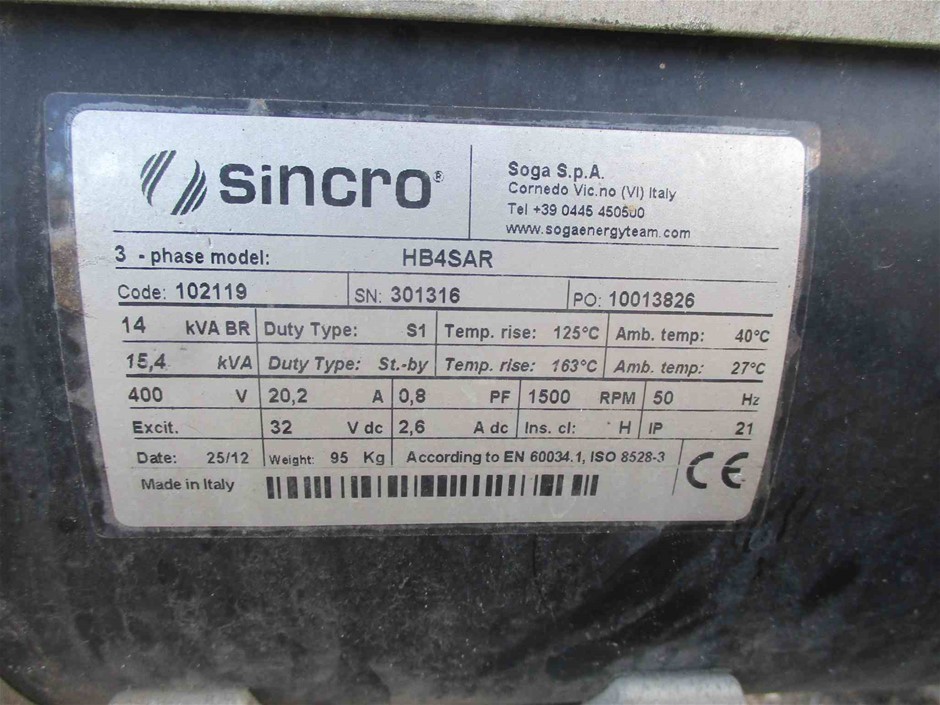 sincro®
Soga S.p.A.
Cornedo Vic.no (VI) Italy
Tel +39 0445 450500
www.sogaenergyteam.com
3 - phase model: HB4SAR
Code: 102119 SN: 301316 PO: 10013826
14 kVA BR Duty Type: S1 Temp. rise: 125°C Amb. temp: 40°C
15,4 kVA Duty Type: St.-by Temp. rise: 163°C Amb. temp: 27°C
400 V 20,2 A 0,8 PF 1500 RPM 50 Hz
Excit. 32 V dc 2,6 A dc Ins. cl: H IP 21
Date: 25/12 Weight: 95 Kg According to EN 60034.1, ISO 8528-3 CE
Made in Italy